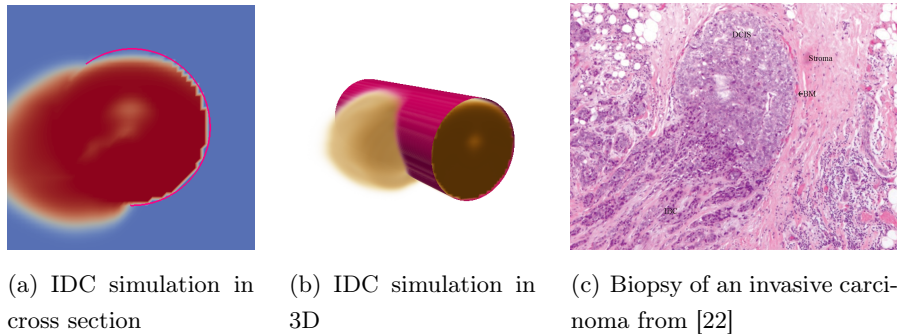 DCIS
Stroma
BM
IDC
(a) IDC simulation in
cross section
(b) IDC simulation in
3D
(c) Biopsy of an invasive carci-
noma from [22]